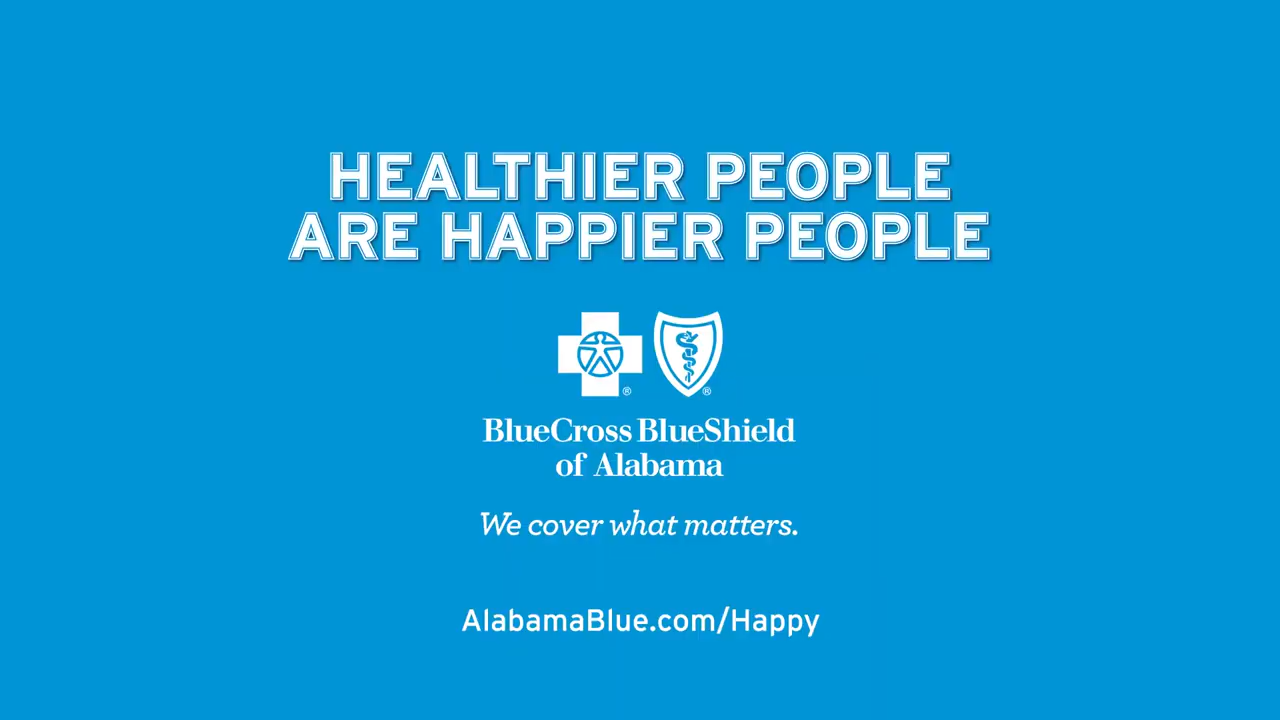 HEALTHIER PEOPLE
ARE HAPPIER PEOPLE
® ®
BlueCross BlueShield
of Alabama
We cover what matters.
AlabamaBlue.com/Happy